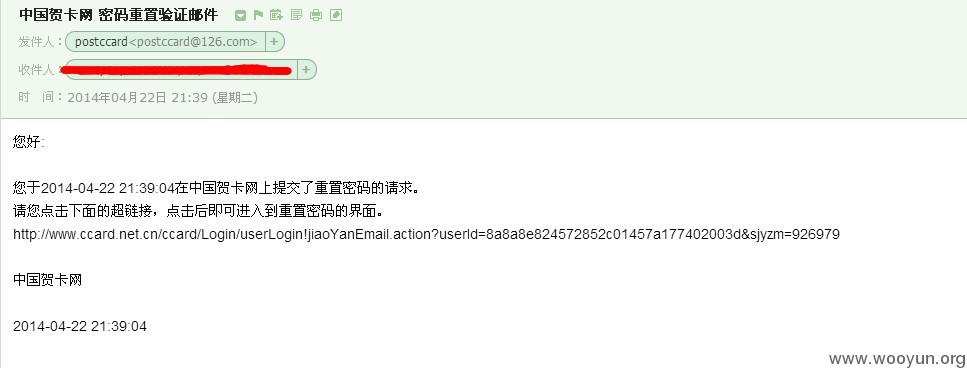 中国贺卡网 密码重置验证邮件
发件人：postccard<postccard@126.com> +
收件人： +
时 间：2014年04月22日 21:39 (星期二)
您好:
您于2014-04-22 21:39:04在中国贺卡网上提交了重置密码的请求。
请您点击下面的超链接，点击后即可进入到重置密码的界面。
http://www.ccard.net.cn/ccard/Login/userLogin!jiaoYanEmail.action?userId=8a8a8e824572852c01457a177402003d&sjyzm=926979
中国贺卡网
2014-04-22 21:39:04
www.wooyun.org